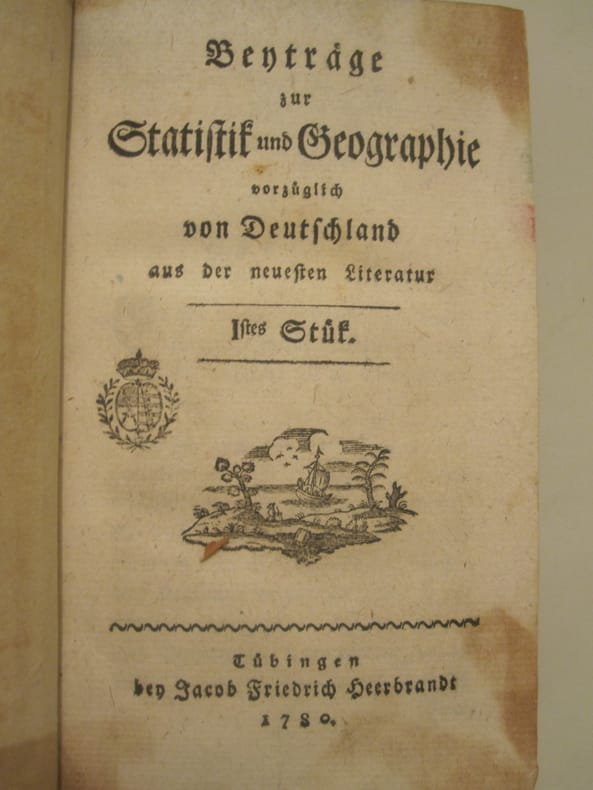 Beyträge
zur
Statistik und Geographie
vorzüglich
von Deutschland
aus der neuesten Literatur
Istes Stük.
Tübingen
bey Jacob Friedrich Heerbrandt
1780.